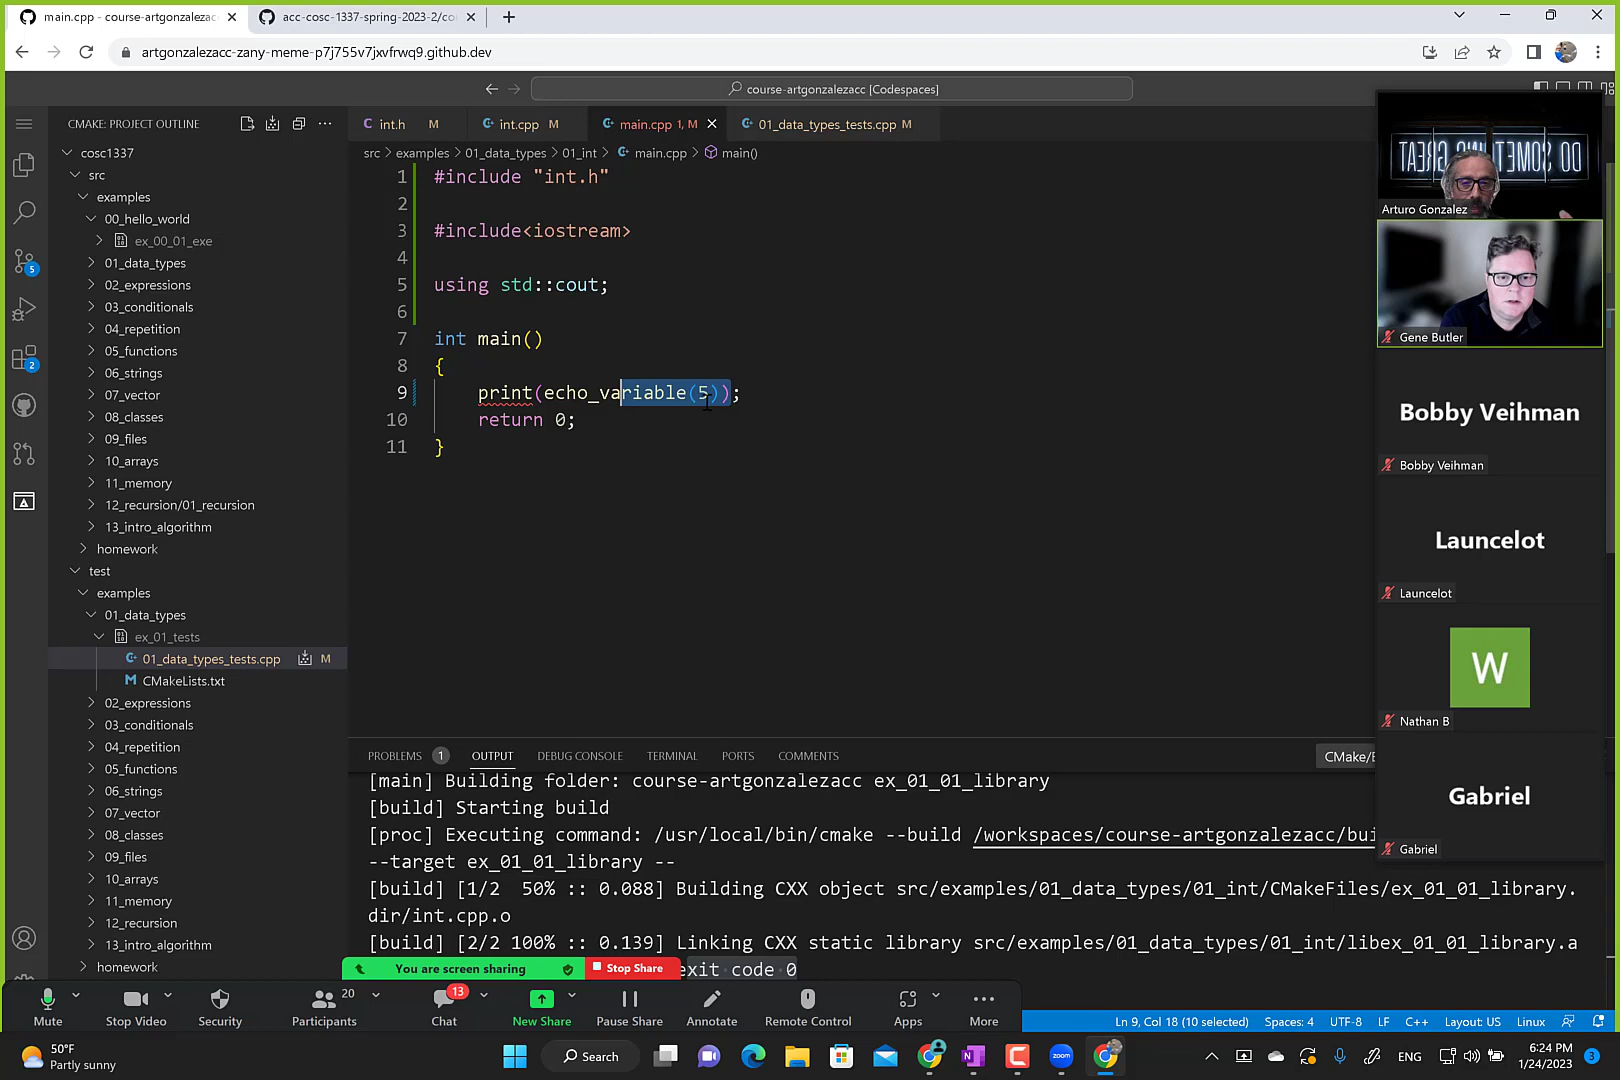 main.cpp - course-artgonzalezacc
acc-cosc-1337-spring-2023-2/co
artgonzalezacc-zany-meme-p7j755v7jxvfrwq9.github.dev
course-artgonzalezacc [Codespaces]
CMAKE: PROJECT OUTLINE
cosc1337
src
examples
00_hello_world
ex_00_01_exe
01_data_types
02_expressions
03_conditionals
04_repetition
05_functions
06_strings
07_vector
08_classes
09_files
10_arrays
11_memory
12_recursion/01_recursion
13_intro_algorithm
homework
test
examples
01_data_types
ex_01_tests
01_data_types_tests.cpp M
CMakeLists.txt
02_expressions
03_conditionals
04_repetition
05_functions
06_strings
07_vector
08_classes
09_files
10_arrays
11_memory
12_recursion
13_intro_algorithm
homework
5
2
int.h M
int.cpp M
main.cpp 1, M
01_data_types_tests.cpp M
src > examples > 01_data_types > 01_int > main.cpp > main()
1 #include "int.h"
2
3 #include<iostream>
4
5 using std::cout;
6
7 int main()
8 {
9 print(echo_variable(5));
10 return 0;
11 }
PROBLEMS 1 OUTPUT DEBUG CONSOLE TERMINAL PORTS COMMENTS
[main] Building folder: course-artgonzalezacc ex_01_01_library
[build] Starting build
[proc] Executing command: /usr/local/bin/cmake --build /workspaces/course-artgonzalezacc/bui
--target ex_01_01_library --
[build] [1/2 50% :: 0.088] Building CXX object src/examples/01_data_types/01_int/CMakeFiles/ex_01_01_library.
dir/int.cpp.o
[build] [2/2 100% :: 0.139] Linking CXX static library src/examples/01_data_types/01_int/libex_01_01_library.a
exit code 0
DO SOMETHING GREAT
Arturo Gonzalez
Gene Butler
Bobby Veihman
Bobby Veihman
Launcelot
Launcelot
W
Nathan B
Gabriel
Gabriel
You are screen sharing
Stop Share
Mute
Stop Video
Security
20
Participants
13
Chat
New Share
Pause Share
Annotate
Remote Control
Apps
More
Ln 9, Col 18 (10 selected) Spaces: 4 UTF-8 LF C++ Layout: US Linux
50°F
Partly sunny
Search
zoom
ENG
6:24 PM
1/24/2023
3